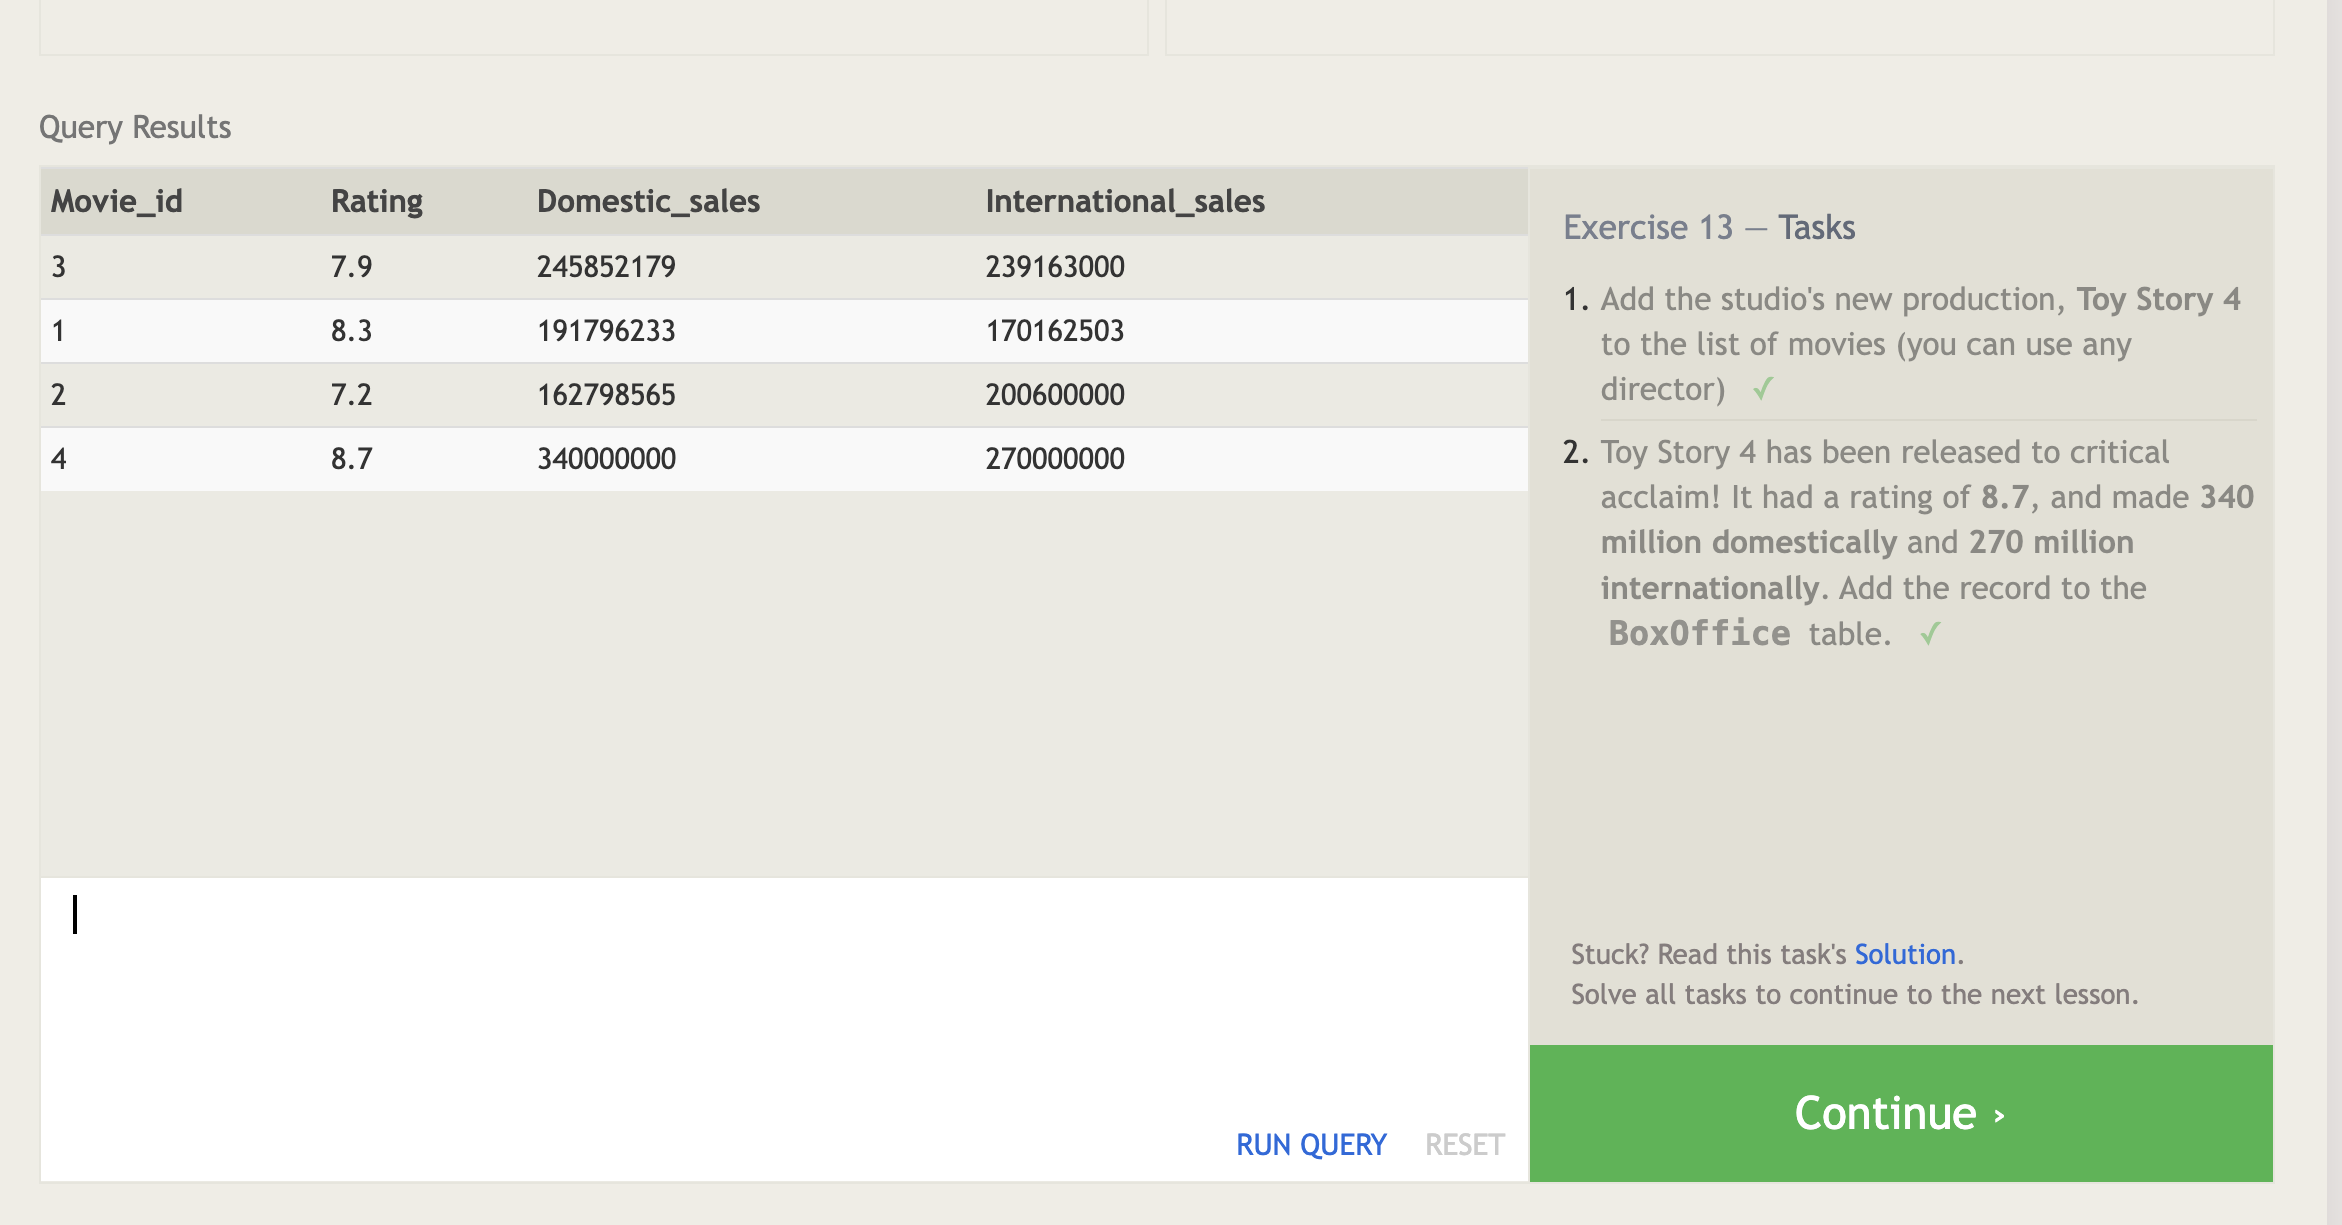 Query Results
Movie_id Rating Domestic_sales International_sales
3 7.9 245852179 239163000
1 8.3 191796233 170162503
2 7.2 162798565 200600000
4 8.7 340000000 270000000
RUN QUERY RESET
Exercise 13 — Tasks
1. Add the studio's new production, Toy Story 4
to the list of movies (you can use any
director) ✓
2. Toy Story 4 has been released to critical
acclaim! It had a rating of 8.7, and made 340
million domestically and 270 million
internationally. Add the record to the
BoxOffice table. ✓
Stuck? Read this task's Solution.
Solve all tasks to continue to the next lesson.
Continue ›